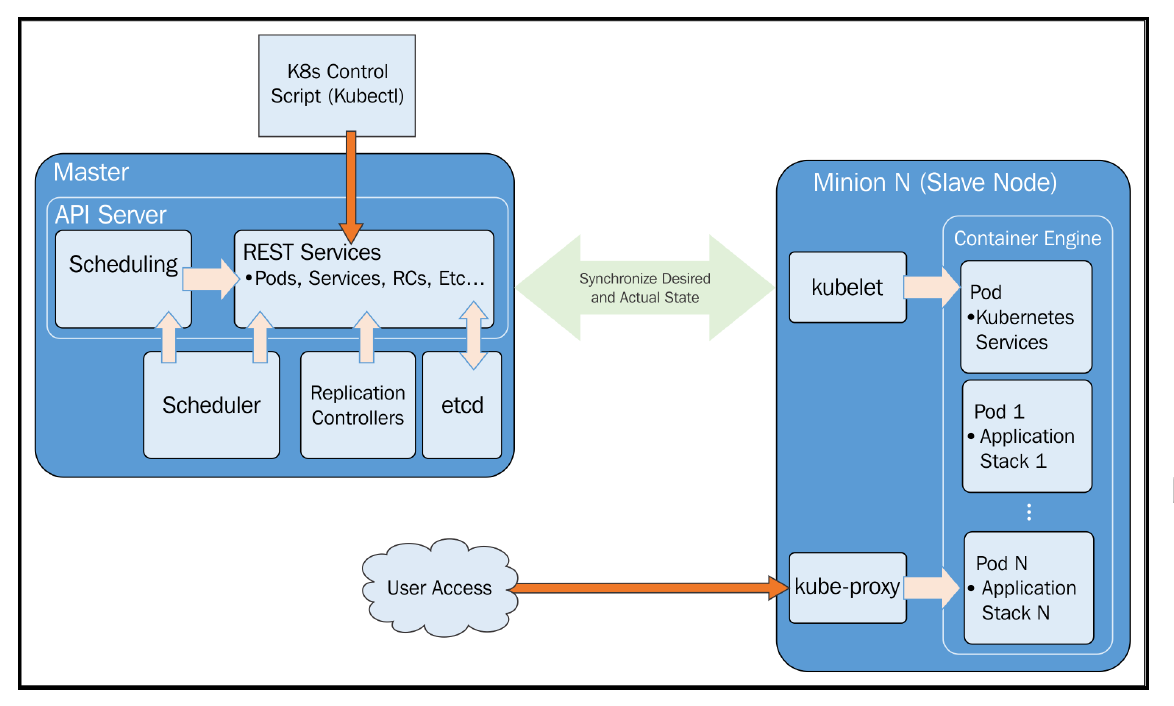 K8s Control
Script (Kubectl)
Master
API Server
Scheduling
REST Services
•Pods, Services, RCs, Etc...
Scheduler
Replication
Controllers
etcd
Synchronize Desired
and Actual State
Minion N (Slave Node)
Container Engine
kubelet
Pod
•Kubernetes
Services
Pod 1
• Application
Stack 1
⋮
User Access
kube-proxy
Pod N
• Application
Stack N